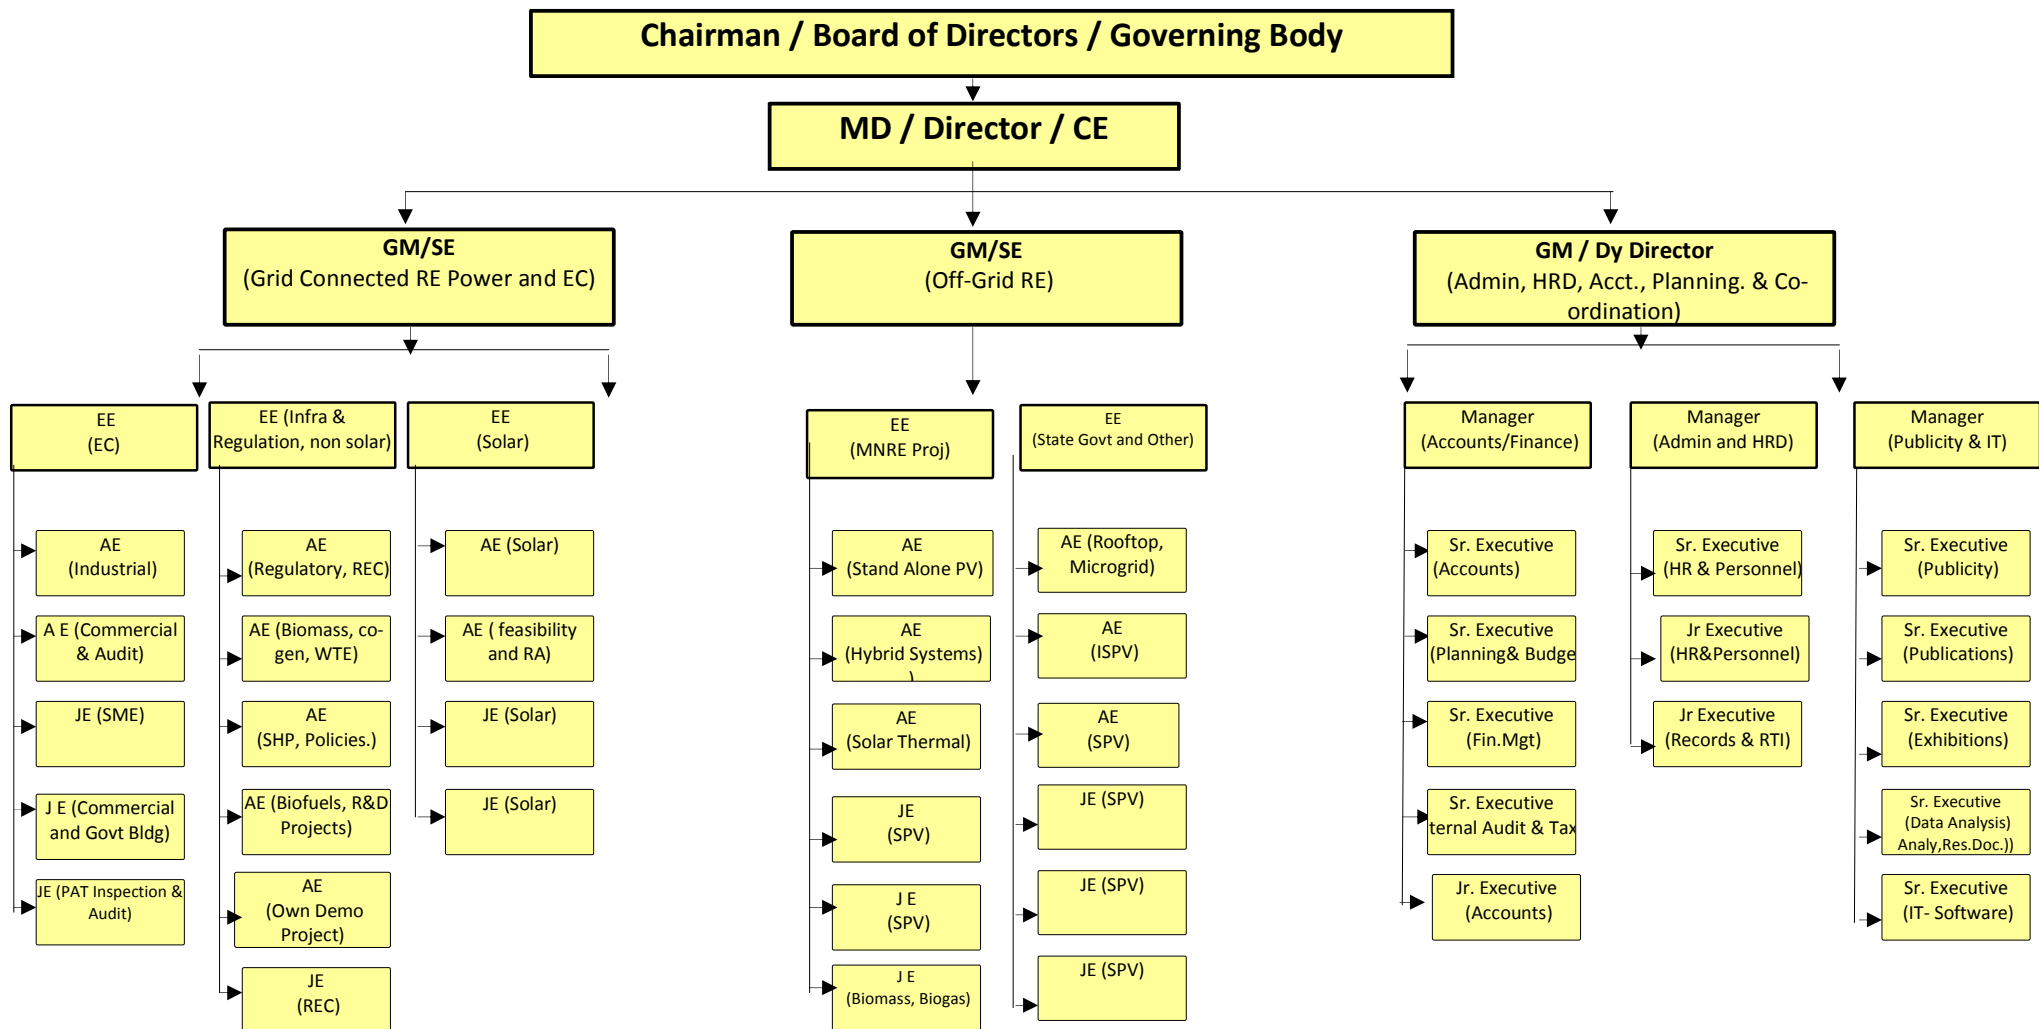 Chairman / Board of Directors / Governing Body
MD / Director / CE
GM/SE
(Grid Connected RE Power and EC)
GM/SE
(Off-Grid RE)
GM / Dy Director
(Admin, HRD, Acct., Planning. & Co-
ordination)
EE
(EC)
EE (Infra &
Regulation, non solar)
EE
(Solar)
EE
(MNRE Proj)
EE
(State Govt and Other)
Manager
(Accounts/Finance)
Manager
(Admin and HRD)
Manager
(Publicity & IT)
AE
(Industrial)
A E (Commercial
& Audit)
JE (SME)
J E (Commercial
and Govt Bldg)
JE (PAT Inspection &
Audit)
AE
(Regulatory, REC)
AE (Biomass, co-
gen, WTE)
AE
(SHP, Policies.)
AE (Biofuels, R&D
Projects)
AE
(Own Demo
Project)
JE
(REC)
AE (Solar)
AE ( feasibility
and RA)
JE (Solar)
JE (Solar)
AE
(Stand Alone PV)
AE
(Hybrid Systems)
)
AE
(Solar Thermal)
JE
(SPV)
J E
(SPV)
J E
(Biomass, Biogas)
AE (Rooftop,
Microgrid)
AE
(ISPV)
AE
(SPV)
JE (SPV)
JE (SPV)
JE (SPV)
Sr. Executive
(Accounts)
Sr. Executive
(Planning& Budge
Sr. Executive
(Fin.Mgt)
Sr. Executive
ternal Audit & Tax
Jr. Executive
(Accounts)
Sr. Executive
(HR & Personnel)
Jr Executive
(HR&Personnel)
Jr Executive
(Records & RTI)
Sr. Executive
(Publicity)
Sr. Executive
(Publications)
Sr. Executive
(Exhibitions)
Sr. Executive
(Data Analysis)
Analy,Res.Doc.))
Sr. Executive
(IT- Software)